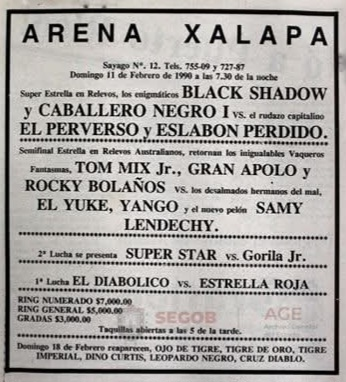 ARENA XALAPA
Sayago Nº. 12. Tels. 755-09 y 727-87
Domingo 11 de Febrero de 1990 a las 7.30 de la noche
Super Estrella en Relevos, los enigmáticos BLACK SHADOW
y CABALLERO NEGRO I vs. el rudazo capitalino
EL PERVERSO y ESLABON PERDIDO.
Semifinal Estrella en Relevos Australianos, retornan los inigualables Vaqueros
Fantasmas, TOM MIX Jr., GRAN APOLO y
ROCKY BOLAÑOS vs. los desalmados hermanos del mal,
EL YUKE, YANGO y el nuevo pelón SAMY
LENDECHY.
2ª Lucha se presenta SUPER STAR vs. Gorila Jr.
1ª Lucha EL DIABOLICO vs. ESTRELLA ROJA
RING NUMERADO $7,000.00
RING GENERAL $5,000.00
GRADAS $3,000.00
SEGOB
AGE
Taquillas abiertas a las 5 de la tarde.
Domingo 18 de Febrero reaparecen, OJO DE TIGRE, TIGRE DE ORO, TIGRE
IMPERIAL, DINO CURTIS, LEOPARDO NEGRO, CRUZ DIABLO.